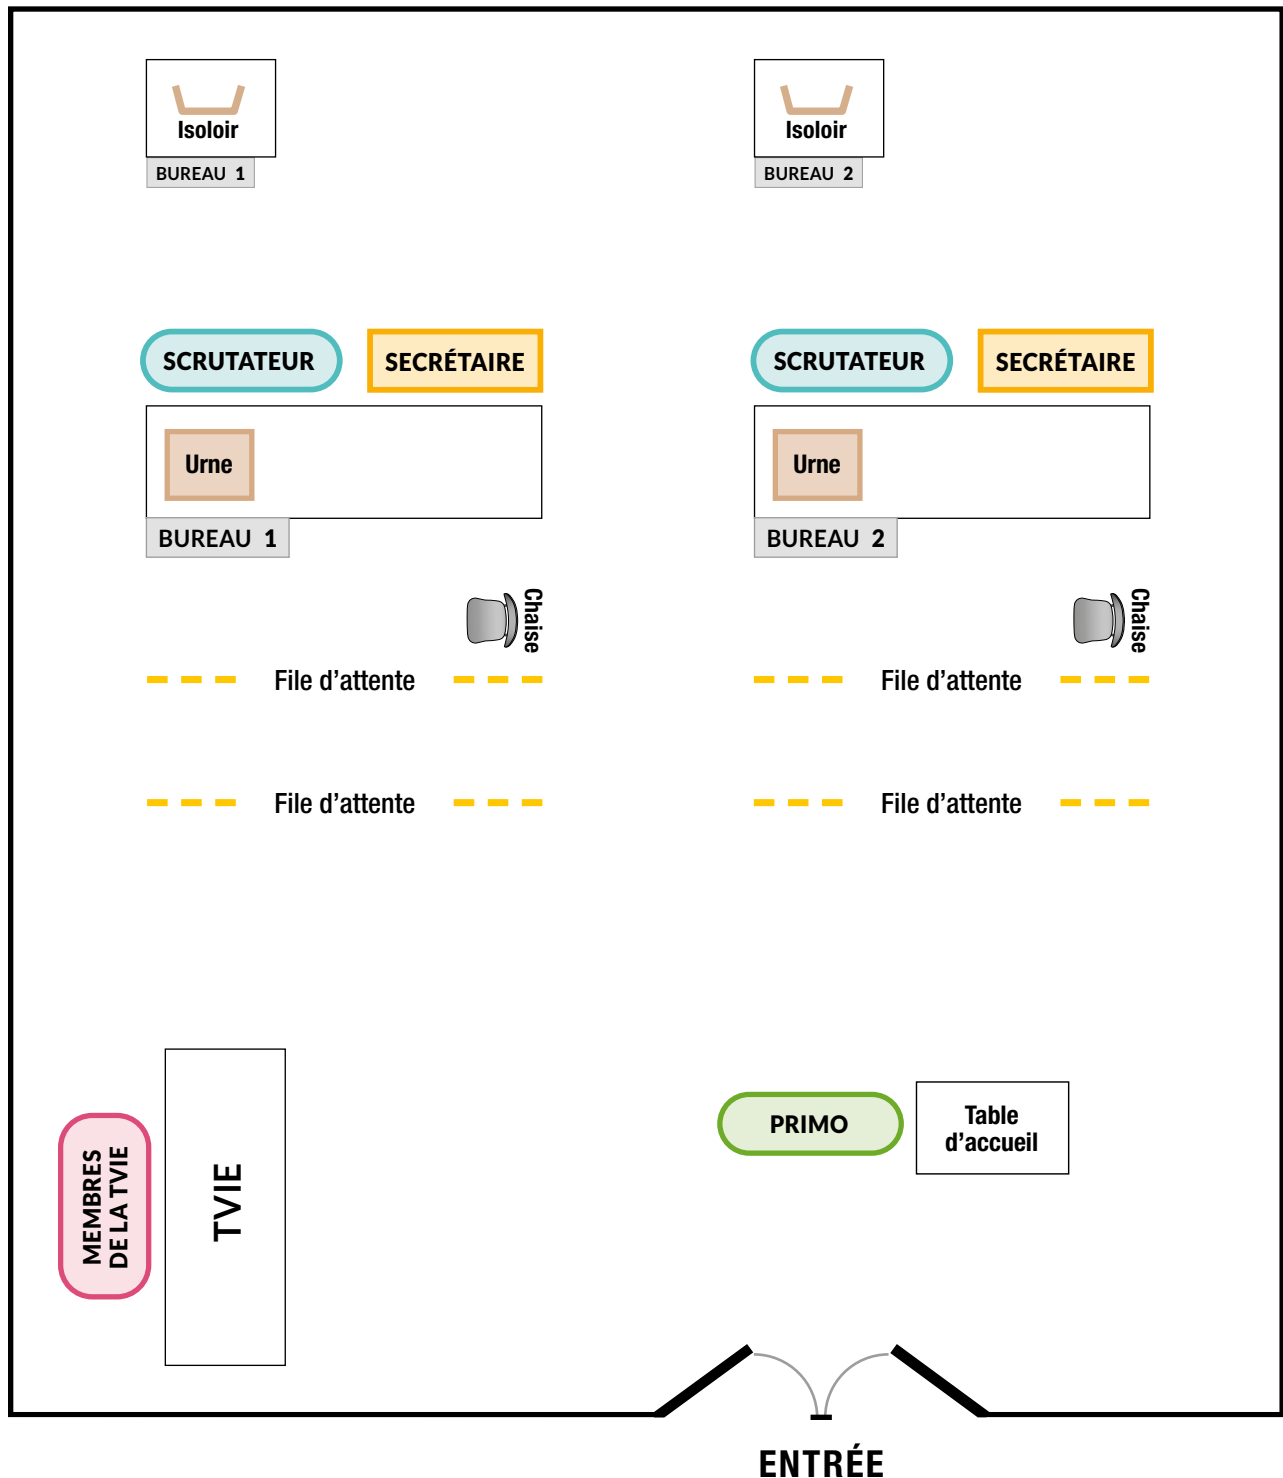 Isoloir
BUREAU 1
Isoloir
BUREAU 2
SCRUTATEUR
SECRÉTAIRE
SCRUTATEUR
SECRÉTAIRE
Urne
BUREAU 1
Urne
BUREAU 2
Chaise
Chaise
File d’attente
File d’attente
File d’attente
File d’attente
MEMBRES
DE LA TVIE
TVIE
PRIMO
Table
d’accueil
ENTRÉE